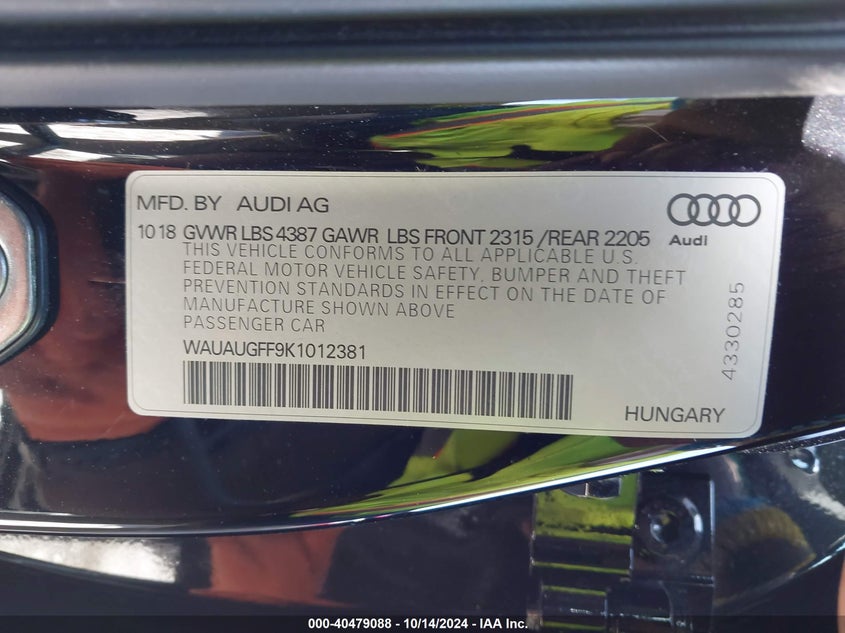 MFD. BY AUDI AG
10 18 GVWR LBS 4387 GAWR LBS FRONT 2315 /REAR 2205
Audi
THIS VEHICLE CONFORMS TO ALL APPLICABLE U.S.
FEDERAL MOTOR VEHICLE SAFETY, BUMPER AND THEFT
PREVENTION STANDARDS IN EFFECT ON THE DATE OF
MANUFACTURE SHOWN ABOVE
PASSENGER CAR
WAUAUGFF9K1012381
4330285
HUNGARY
000-40479088 - 10/14/2024 - IAA Inc.